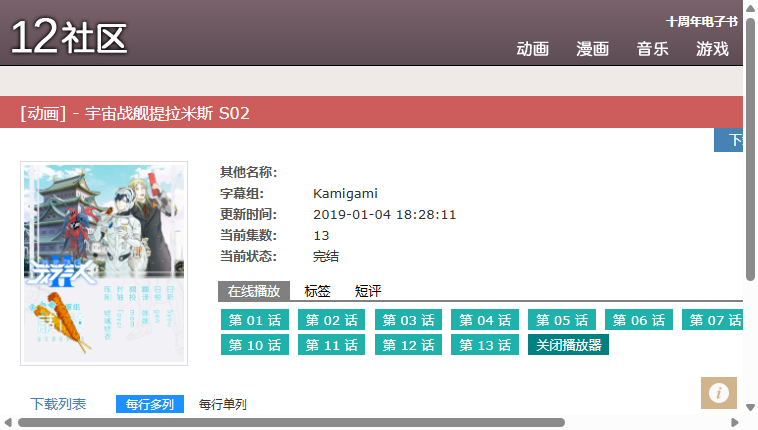 12社区
十周年电子书
动画 漫画 音乐 游戏
[动画] - 宇宙战舰提拉米斯 S02
其他名称:
字幕组: Kamigami
更新时间: 2019-01-04 18:28:11
当前集数: 13
当前状态: 完结
在线播放 标签 短评
第 01 话 第 02 话 第 03 话 第 04 话 第 05 话 第 06 话 第 07 话
第 10 话 第 11 话 第 12 话 第 13 话 关闭播放器
下载列表 每行多列 每行单列